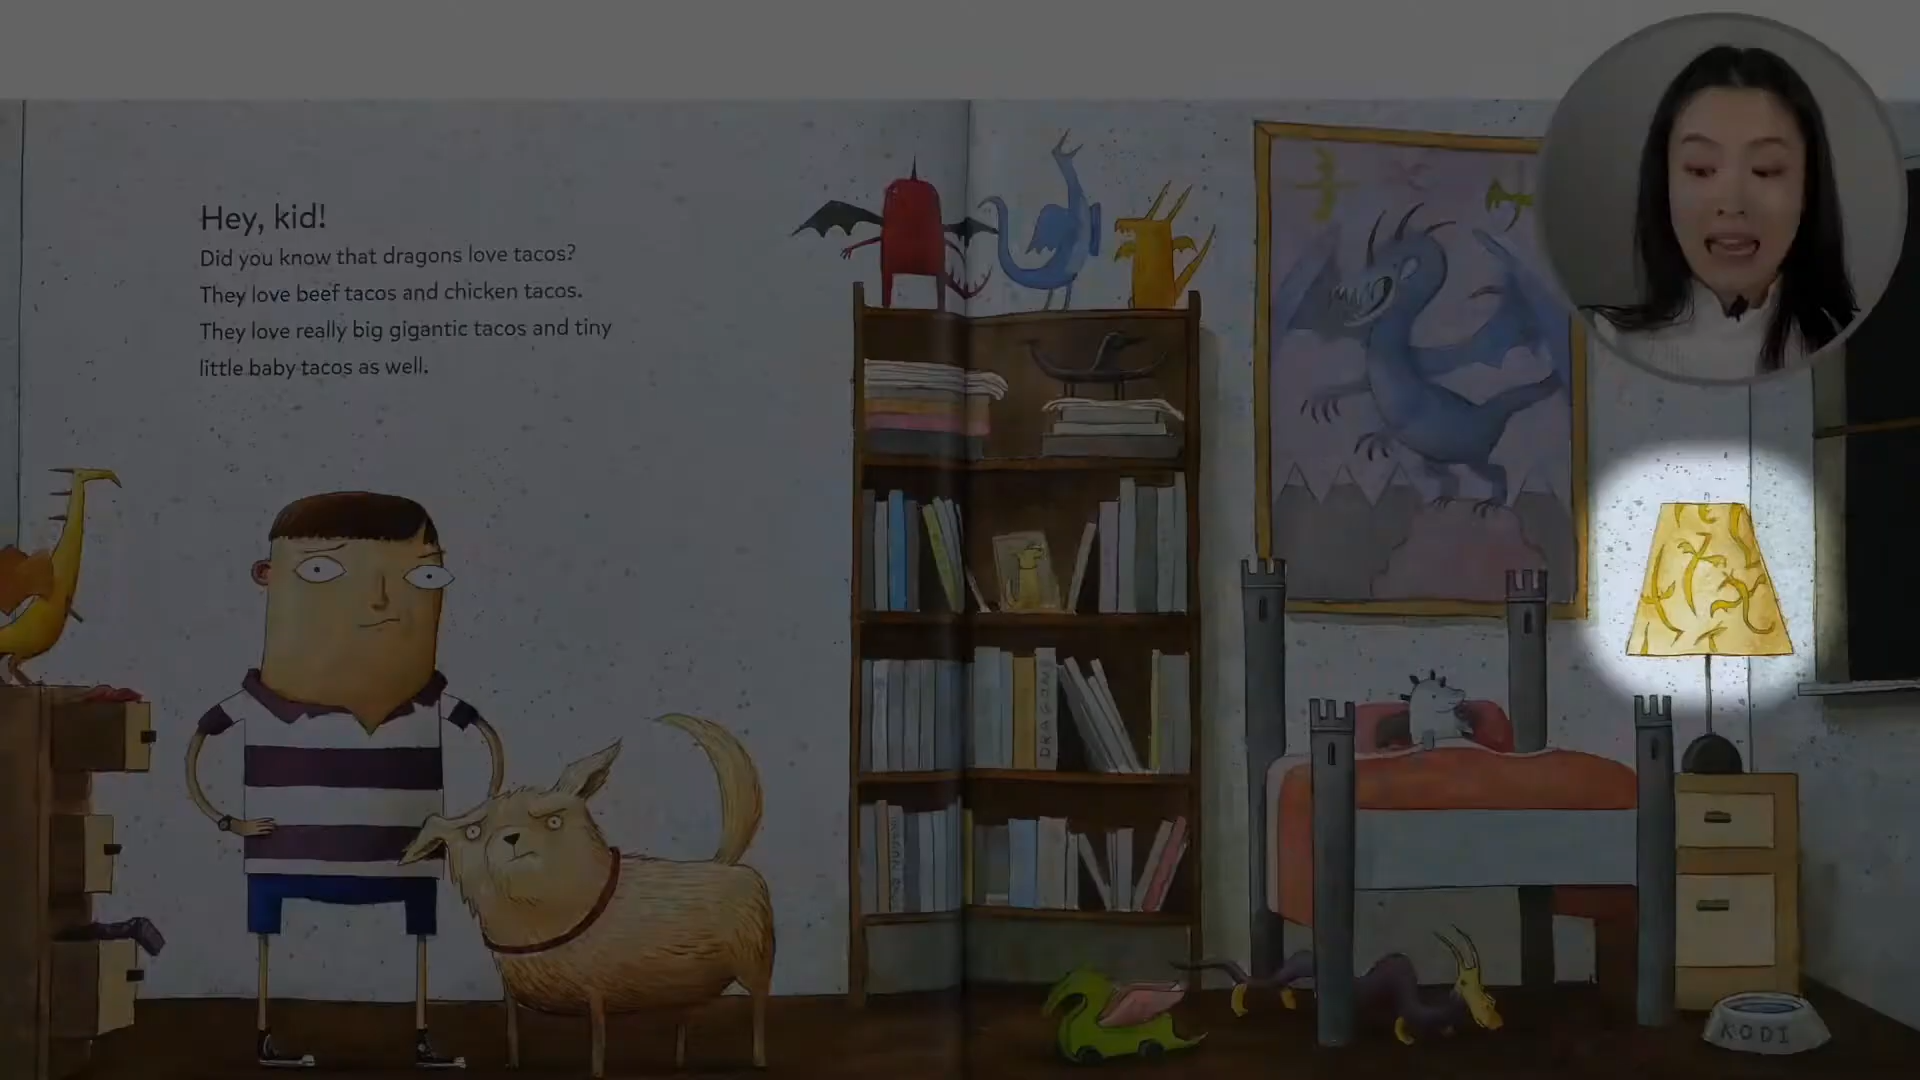 Hey, kid!
Did you know that dragons love tacos?
They love beef tacos and chicken tacos.
They love really big gigantic tacos and tiny
little baby tacos as well.
DRAGONS
KODI